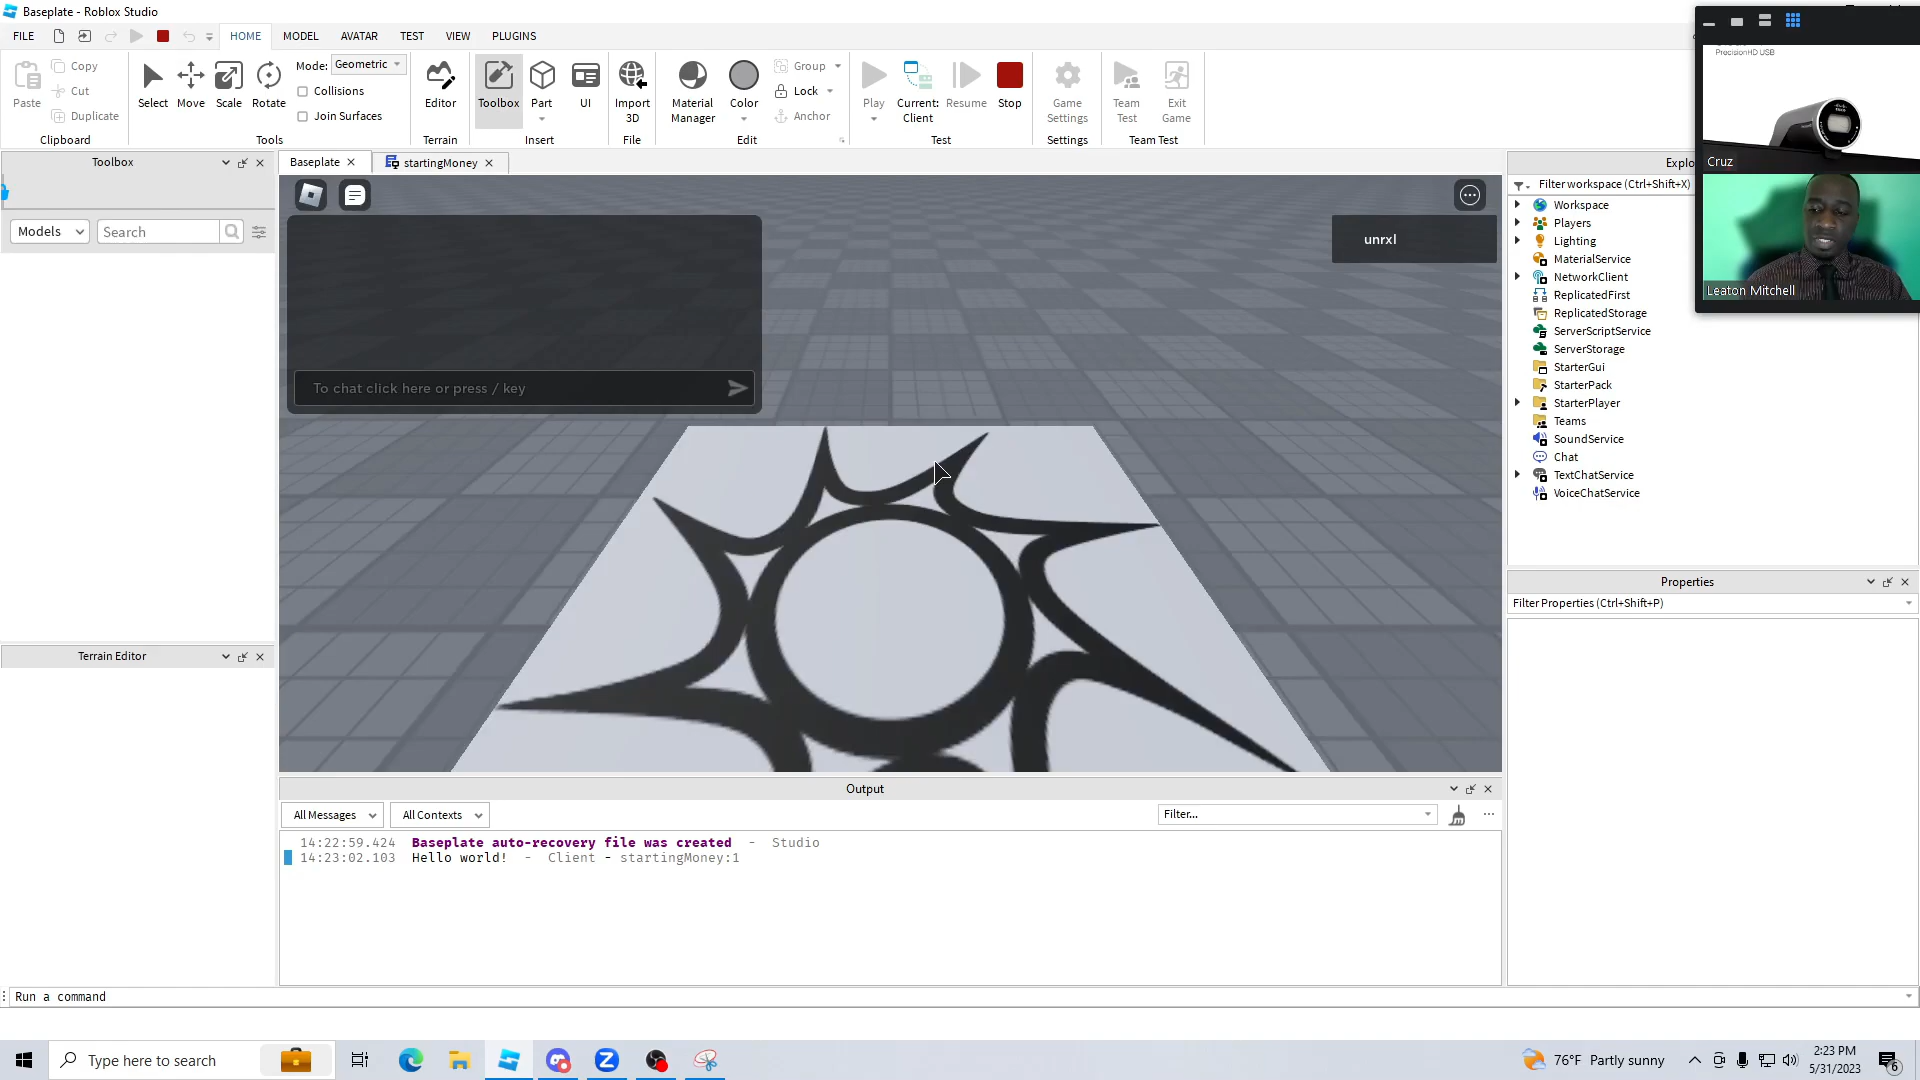 Baseplate - Roblox Studio
FILE HOME MODEL AVATAR TEST VIEW PLUGINS
Paste Copy Cut Duplicate Clipboard
Select Move Scale Rotate Mode: Geometric Collisions Join Surfaces Tools
Editor Terrain
Toolbox Part UI Insert
Import 3D File
Material Manager Color Group Lock Anchor Edit
Play Current: Client Resume Stop Test
Game Settings Settings
Team Test Exit Game Team Test
PrecisionHD USB
Cruz
Leaton Mitchell
Toolbox
Models Search
Terrain Editor
Baseplate startingMoney
To chat click here or press / key
unrxl
Explo
Filter workspace (Ctrl+Shift+X)
Workspace
Players
Lighting
MaterialService
NetworkClient
ReplicatedFirst
ReplicatedStorage
ServerScriptService
ServerStorage
StarterGui
StarterPack
StarterPlayer
Teams
SoundService
Chat
TextChatService
VoiceChatService
Properties
Filter Properties (Ctrl+Shift+P)
Output
All Messages All Contexts Filter...
14:22:59.424 Baseplate auto-recovery file was created - Studio
14:23:02.103 Hello world! - Client - startingMoney:1
Run a command
Type here to search
76°F Partly sunny
2:23 PM
5/31/2023
6